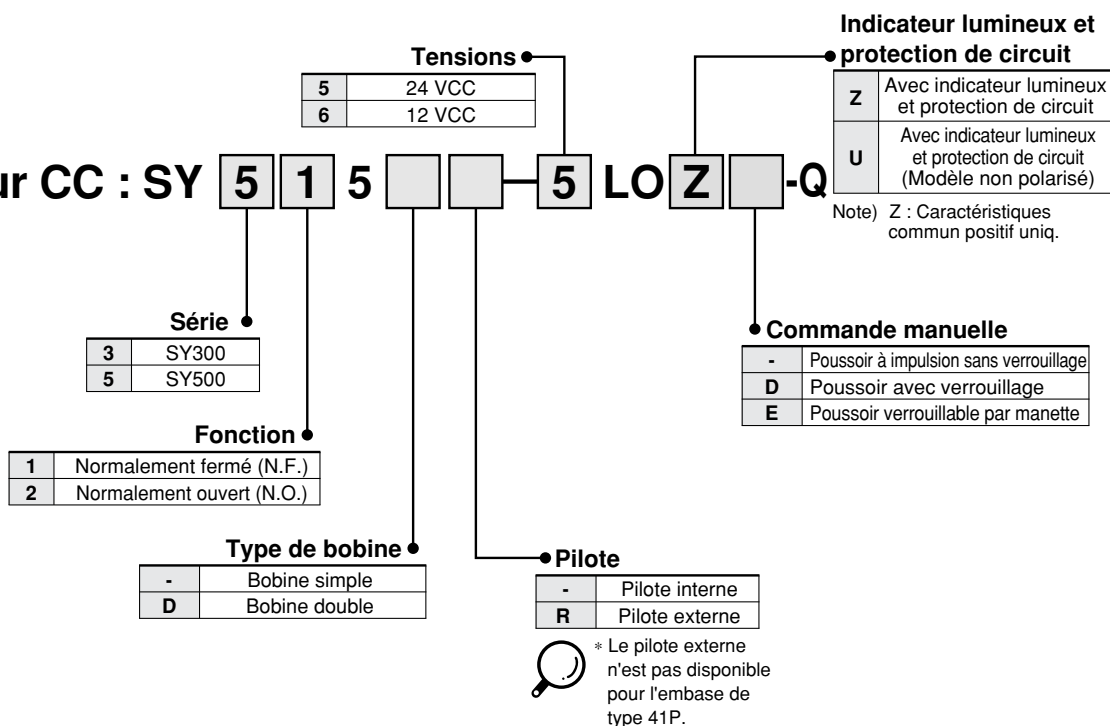 Indicateur lumineux et
protection de circuit
Z Avec indicateur lumineux
et protection de circuit
U Avec indicateur lumineux
et protection de circuit
(Modèle non polarisé)
Note) Z : Caractéristiques
commun positif uniq.
Tensions
5 24 VCC
6 12 VCC
ur CC : SY 5 1 5 - 5 LO Z -Q
Série
3 SY300
5 SY500
Commande manuelle
- Poussoir à impulsion sans verrouillage
D Poussoir avec verrouillage
E Poussoir verrouillable par manette
Fonction
1 Normalement fermé (N.F.)
2 Normalement ouvert (N.O.)
Type de bobine
- Bobine simple
D Bobine double
Pilote
- Pilote interne
R Pilote externe
* Le pilote externe
n'est pas disponible
pour l'embase de
type 41P.